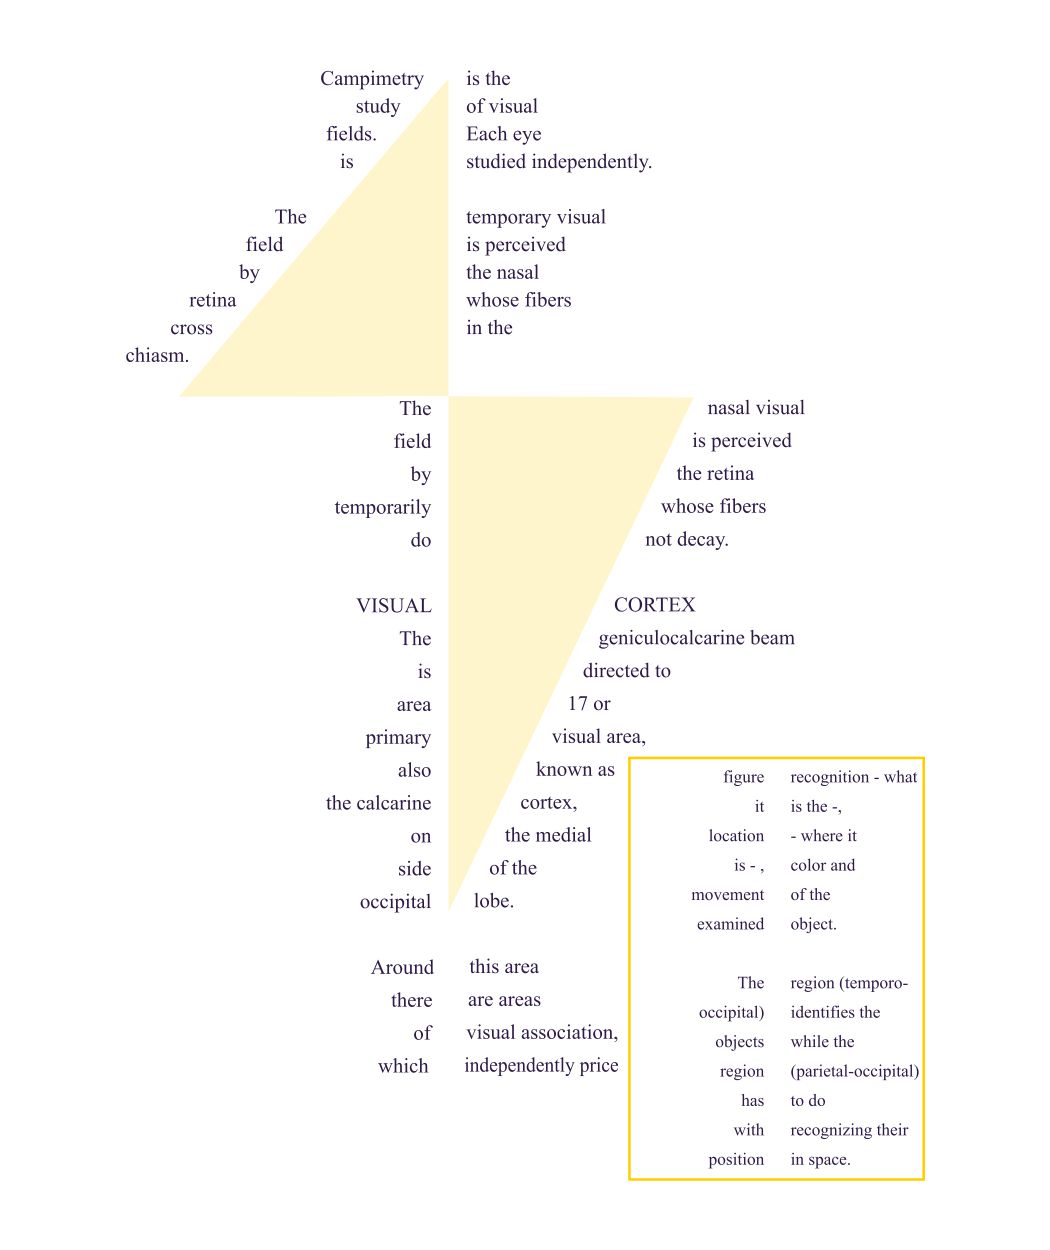 Campimetry is the
study of visual
fields. Each eye
is studied independently.
The temporary visual
field is perceived
by the nasal
retina whose fibers
cross in the
chiasm.
The nasal visual
field is perceived
by the retina
temporarily whose fibers
do not decay.
VISUAL CORTEX
The geniculocalcarine beam
is directed to
area 17 or
primary visual area,
also known as
the calcarine cortex,
on the medial
side of the
occipital lobe.
Around this area
there are areas
of visual association,
which independently price
figure recognition - what
it is the -,
location - where it
is - , color and
movement of the
examined object.
The region (temporo-
occipital) identifies the
objects while the
region (parietal-occipital)
has to do
with recognizing their
position in space.